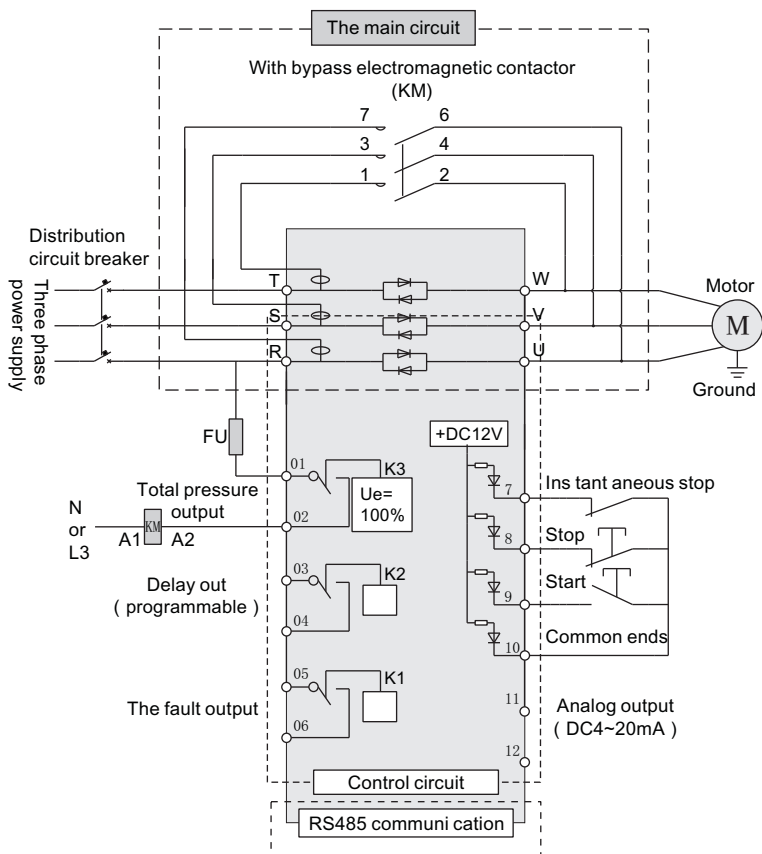 The main circuit
With bypass electromagnetic contactor
(KM)
7 6
3 4
1 2
Distribution
circuit breaker
Three phase
power supply
T W
S V
R U
Motor
M
Ground
FU
+DC12V
01 K3
Ue=
100%
02
Total pressure
output
N
or
L3
A1 KM A2
7 Ins tant aneous stop
8 Stop
9 Start
10 Common ends
03 K2
04
Delay out
( programmable )
05 K1
06
The fault output
11
12
Analog output
( DC4~20mA )
Control circuit
RS485 communi cation